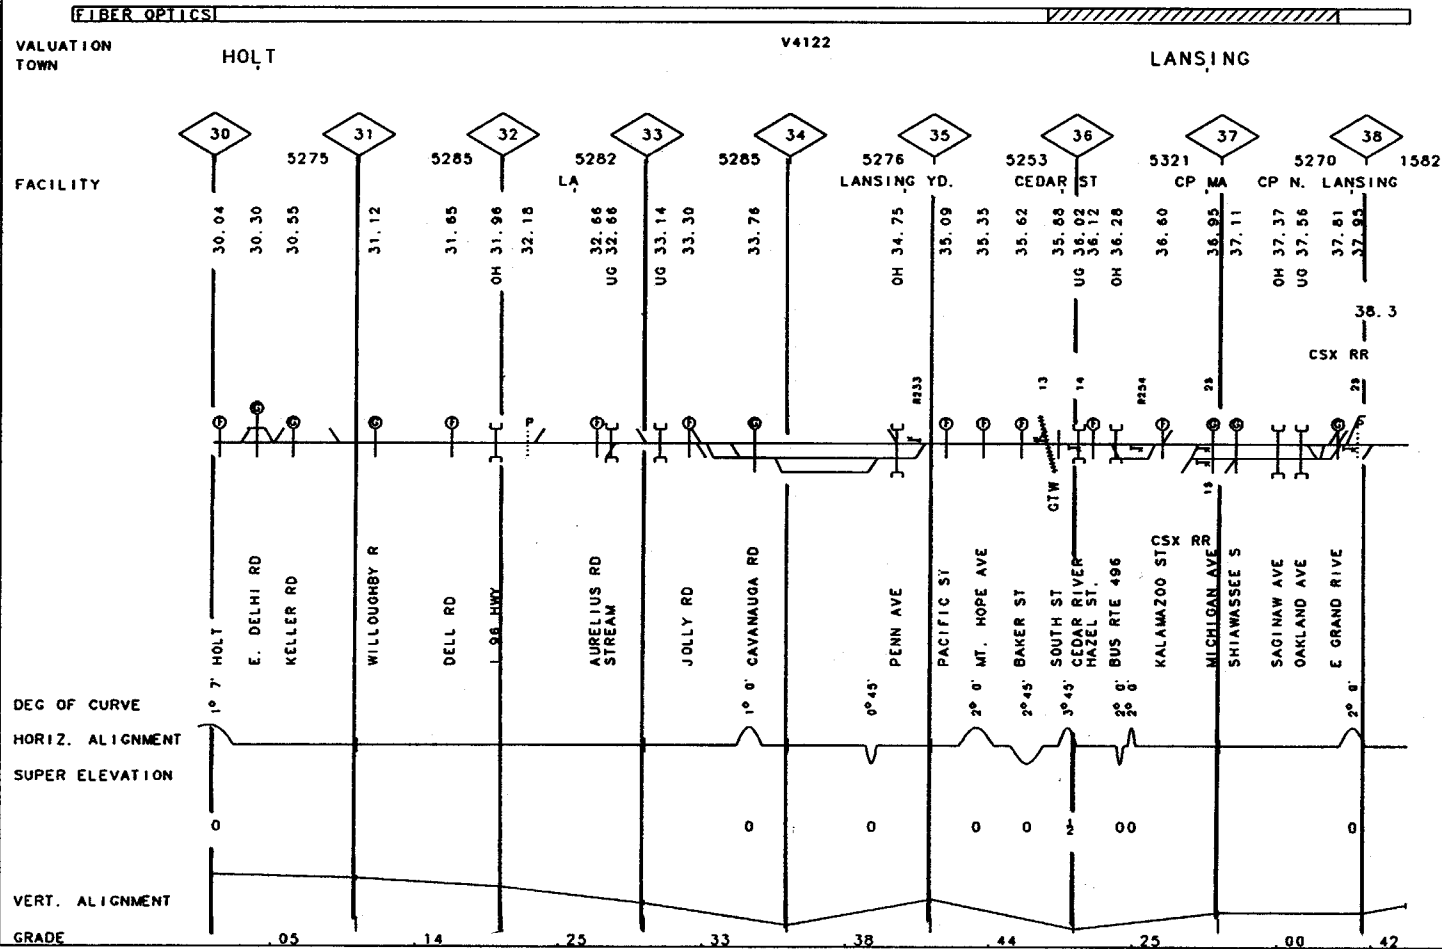 FIBER OPTICS
VALUATION V4122
TOWN HOLT LANSING
30 31 32 33 34 35 36 37 38
5275 5285 5282 5285 5276 5253 5321 5270 1582
FACILITY LA LANSING YD. CEDAR ST CP MA CP N. LANSING
30.04
30.30
30.55
31.12
31.65
OH 31.96
32.18
32.66
UG 32.66
UG 33.14
33.30
33.76
OH 34.75
35.09
35.35
35.62
35.88
UG 36.02
36.12
OH 36.28
36.60
36.95
37.11
OH 37.37
UG 37.56
37.81
37.95
38.3
CSX RR
R233 13 14 R254 2S 2S
F G G G F P F F G F F F F F G G G
GTW
1S
CSX RR
HOLT
E. DELHI RD
KELLER RD
WILLOUGHBY R
DELL RD
I 96 HWY
AURELIUS RD
STREAM
JOLLY RD
CAVANAUGA RD
PENN AVE
PACIFIC ST
MT. HOPE AVE
BAKER ST
SOUTH ST
CEDAR RIVER
HAZEL ST.
BUS RTE 496
KALAMAZOO ST
MICHIGAN AVE
SHIAWASSEE S
SAGINAW AVE
OAKLAND AVE
E GRAND RIVE
DEG OF CURVE 1° 7' 1° 0' 0°45' 2° 0' 2°45' 3°45' 2° 0' 2° 0' 2° 0'
HORIZ. ALIGNMENT
SUPER ELEVATION
0 0 0 0 0 ½ 0 0 0
VERT. ALIGNMENT
GRADE .05 .14 .25 .33 .38 .44 .25 .00 .42